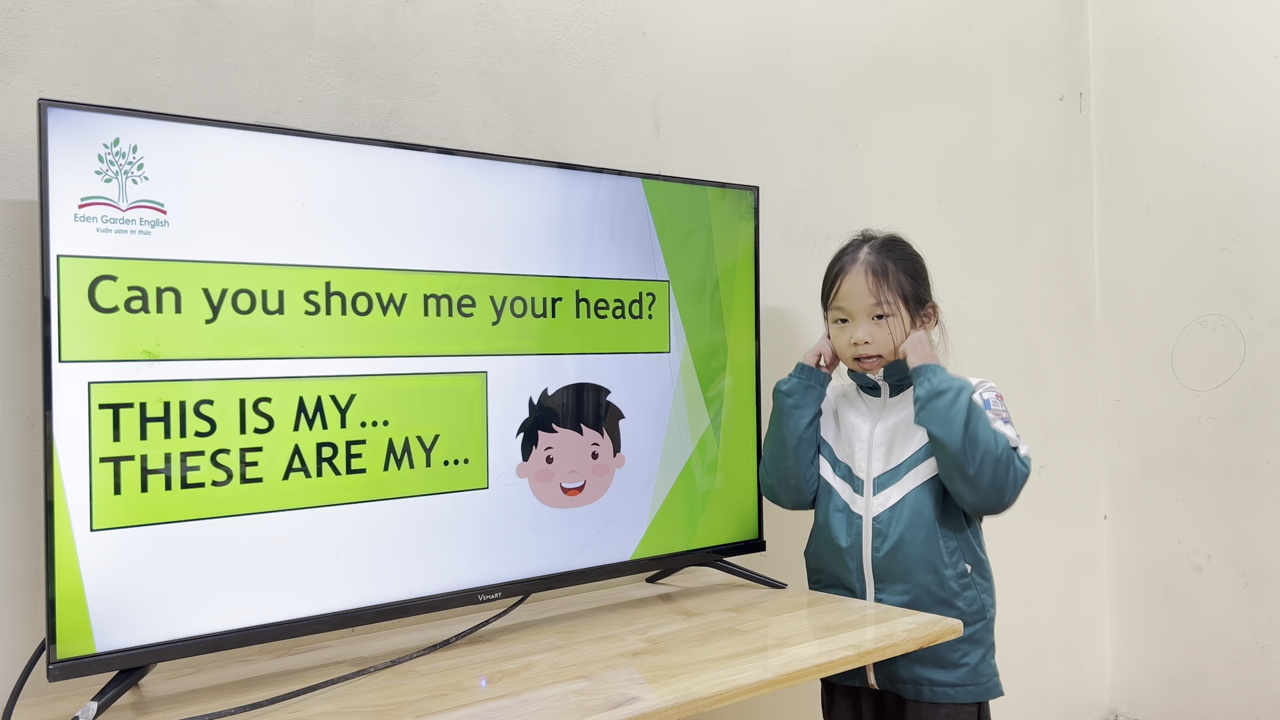 Eden Garden English
Vườn ươm tri thức
Can you show me your head?
THIS IS MY...
THESE ARE MY...
VSMART